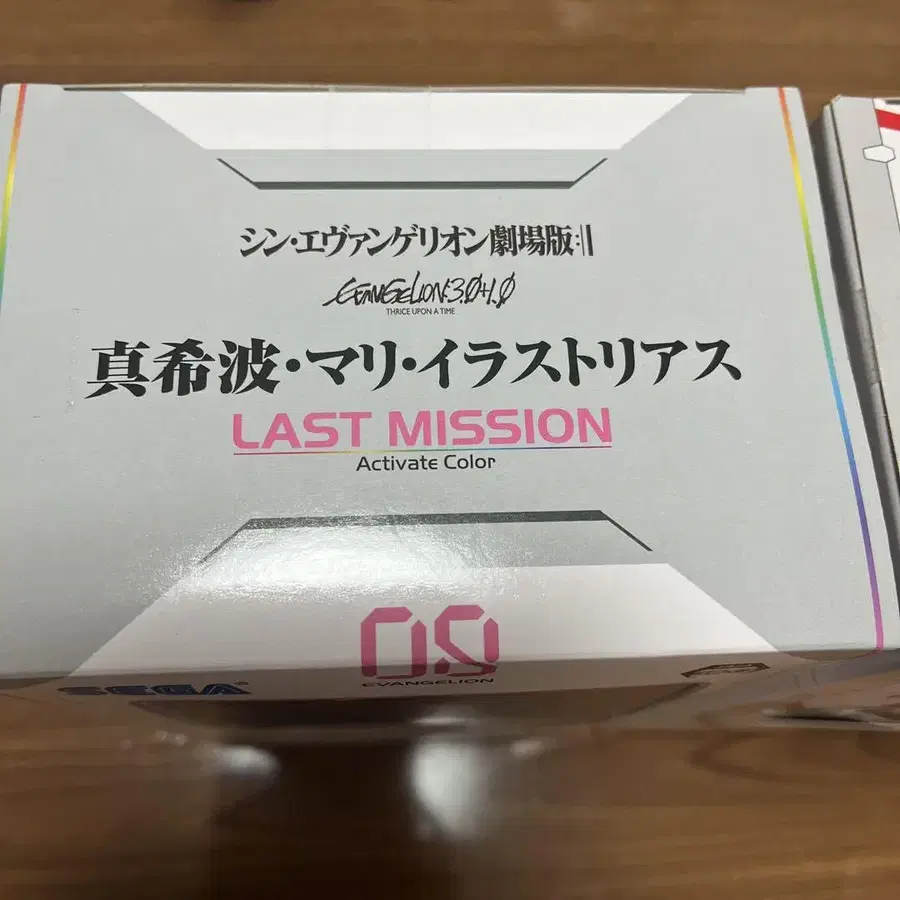 シン・エヴァンゲリオン劇場版:||
EVANGELION:3.0+1.0
THRICE UPON A TIME
真希波・マリ・イラストリアス
LAST MISSION
Activate Color
EVANGELION
SEGA®